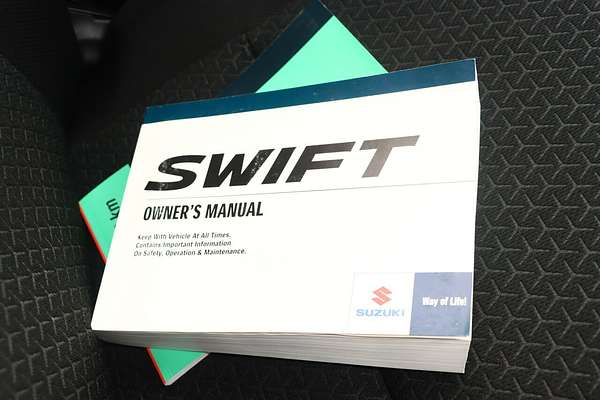 SWIFT
OWNER'S MANUAL
Keep With Vehicle At All Times.
Contains Important Information
On Safety, Operation & Maintenance.
SUZUKI
Way of Life!